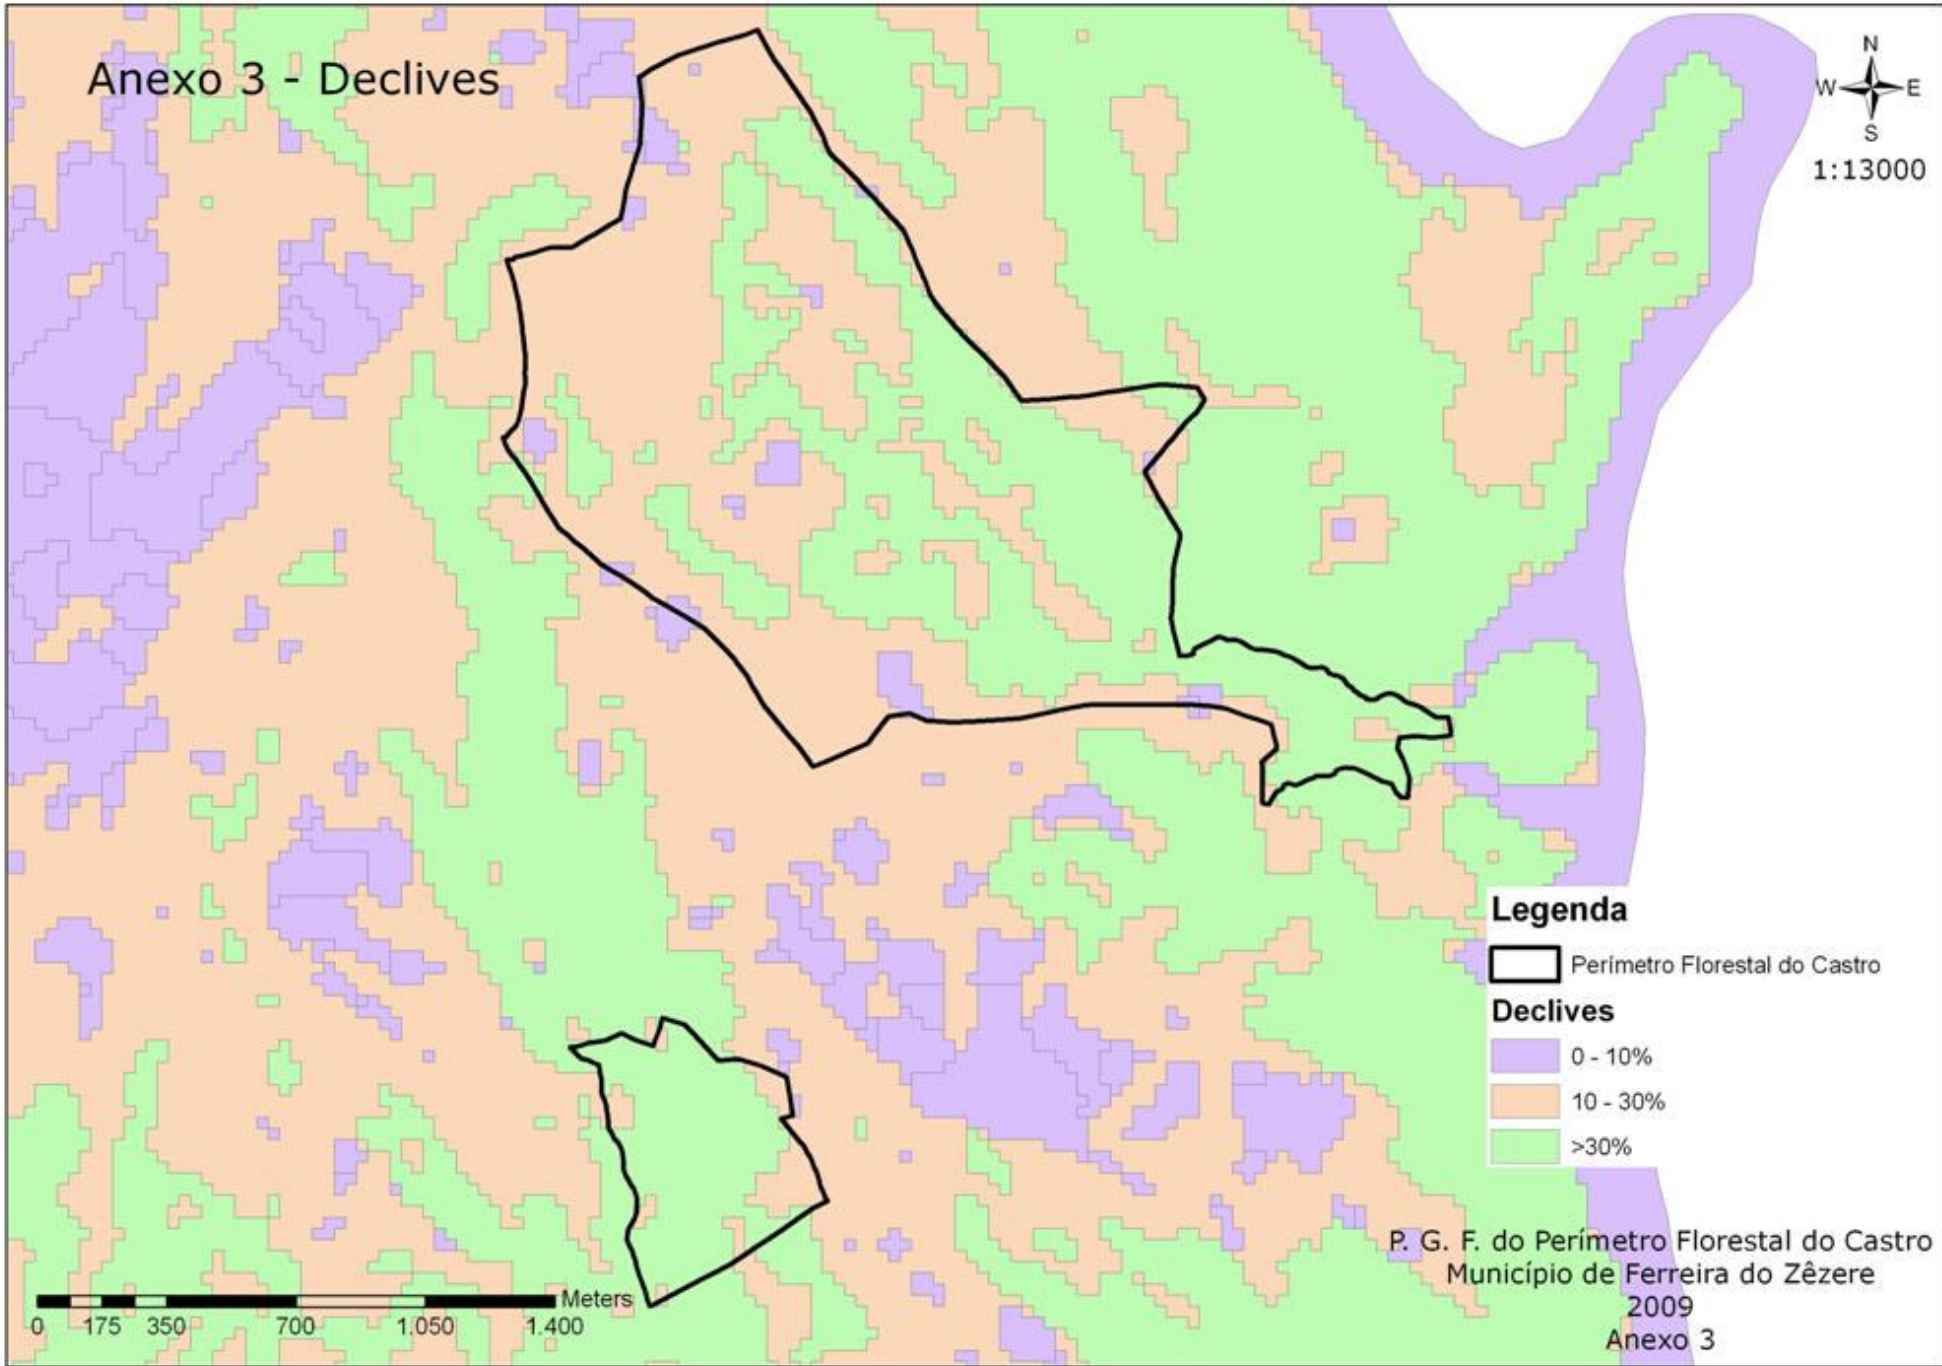 Anexo 3 - Declives
N
W E
S
1:13000
Legenda
Perímetro Florestal do Castro
Declives
0 - 10%
10 - 30%
>30%
P. G. F. do Perímetro Florestal do Castro
Município de Ferreira do Zêzere
2009
Anexo 3
Meters
0 175 350 700 1.050 1.400